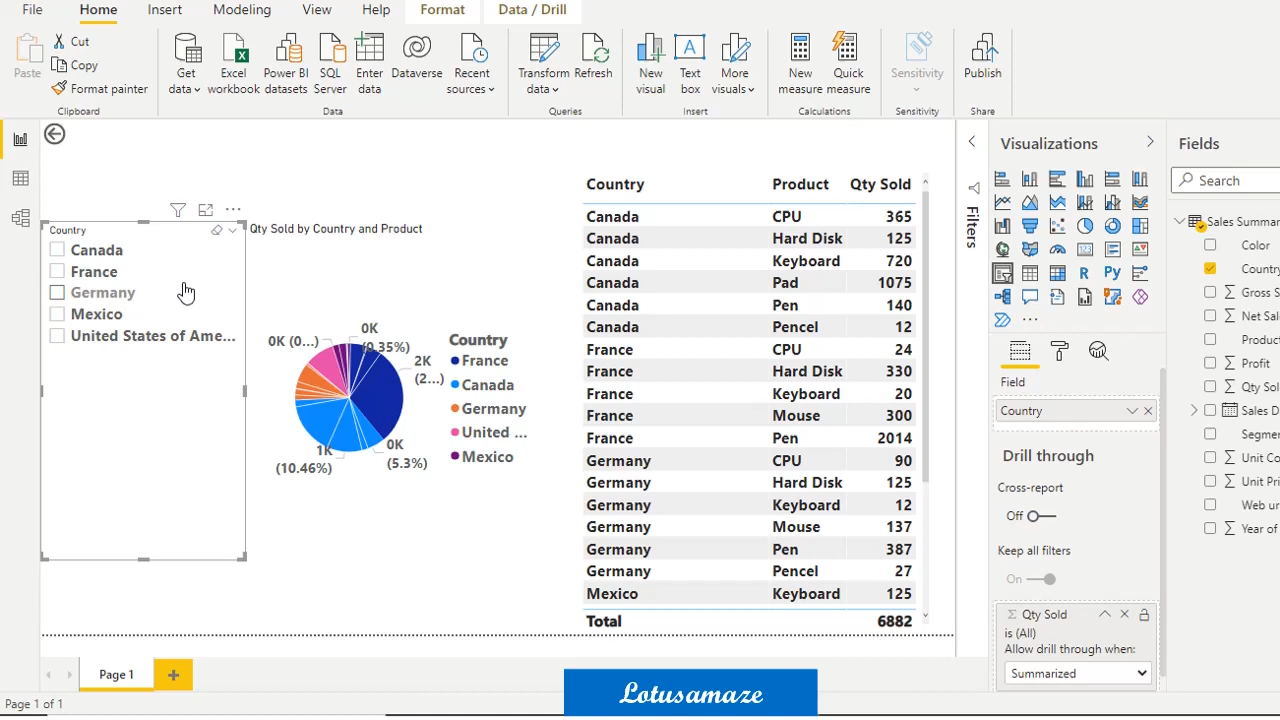 File Home Insert Modeling View Help Format Data / Drill
Paste
Cut
Copy
Format painter
Clipboard
Get data
Excel workbook
Power BI datasets
SQL Server
Enter data
Dataverse
Recent sources
Data
Transform data
Refresh
Queries
New visual
Text box
More visuals
Insert
New measure
Quick measure
Calculations
Sensitivity
Sensitivity
Publish
Share
Country
Canada
France
Germany
Mexico
United States of Ame...
Qty Sold by Country and Product
0K (0...)
0K
(0.35%)
2K
(2...)
0K
(5.3%)
1K
(10.46%)
Country
France
Canada
Germany
United ...
Mexico
Country Product Qty Sold
Canada CPU 365
Canada Hard Disk 125
Canada Keyboard 720
Canada Pad 1075
Canada Pen 140
Canada Pencel 12
France CPU 24
France Hard Disk 330
France Keyboard 20
France Mouse 300
France Pen 2014
Germany CPU 90
Germany Hard Disk 125
Germany Keyboard 12
Germany Mouse 137
Germany Pen 387
Germany Pencel 27
Mexico Keyboard 125
Total 6882
Filters
Visualizations
R Py
Field
Country
Drill through
Cross-report
Off
Keep all filters
On
Σ Qty Sold
is (All)
Allow drill through when:
Summarized
Fields
Search
Sales Summar
Color
Country
Σ Gross S
Σ Net Sal
Product
Σ Profit
Σ Qty Sol
Sales D
Segmen
Σ Unit Co
Σ Unit Pri
Web ur
Σ Year of
Page 1
+
Page 1 of 1
Lotusamaze